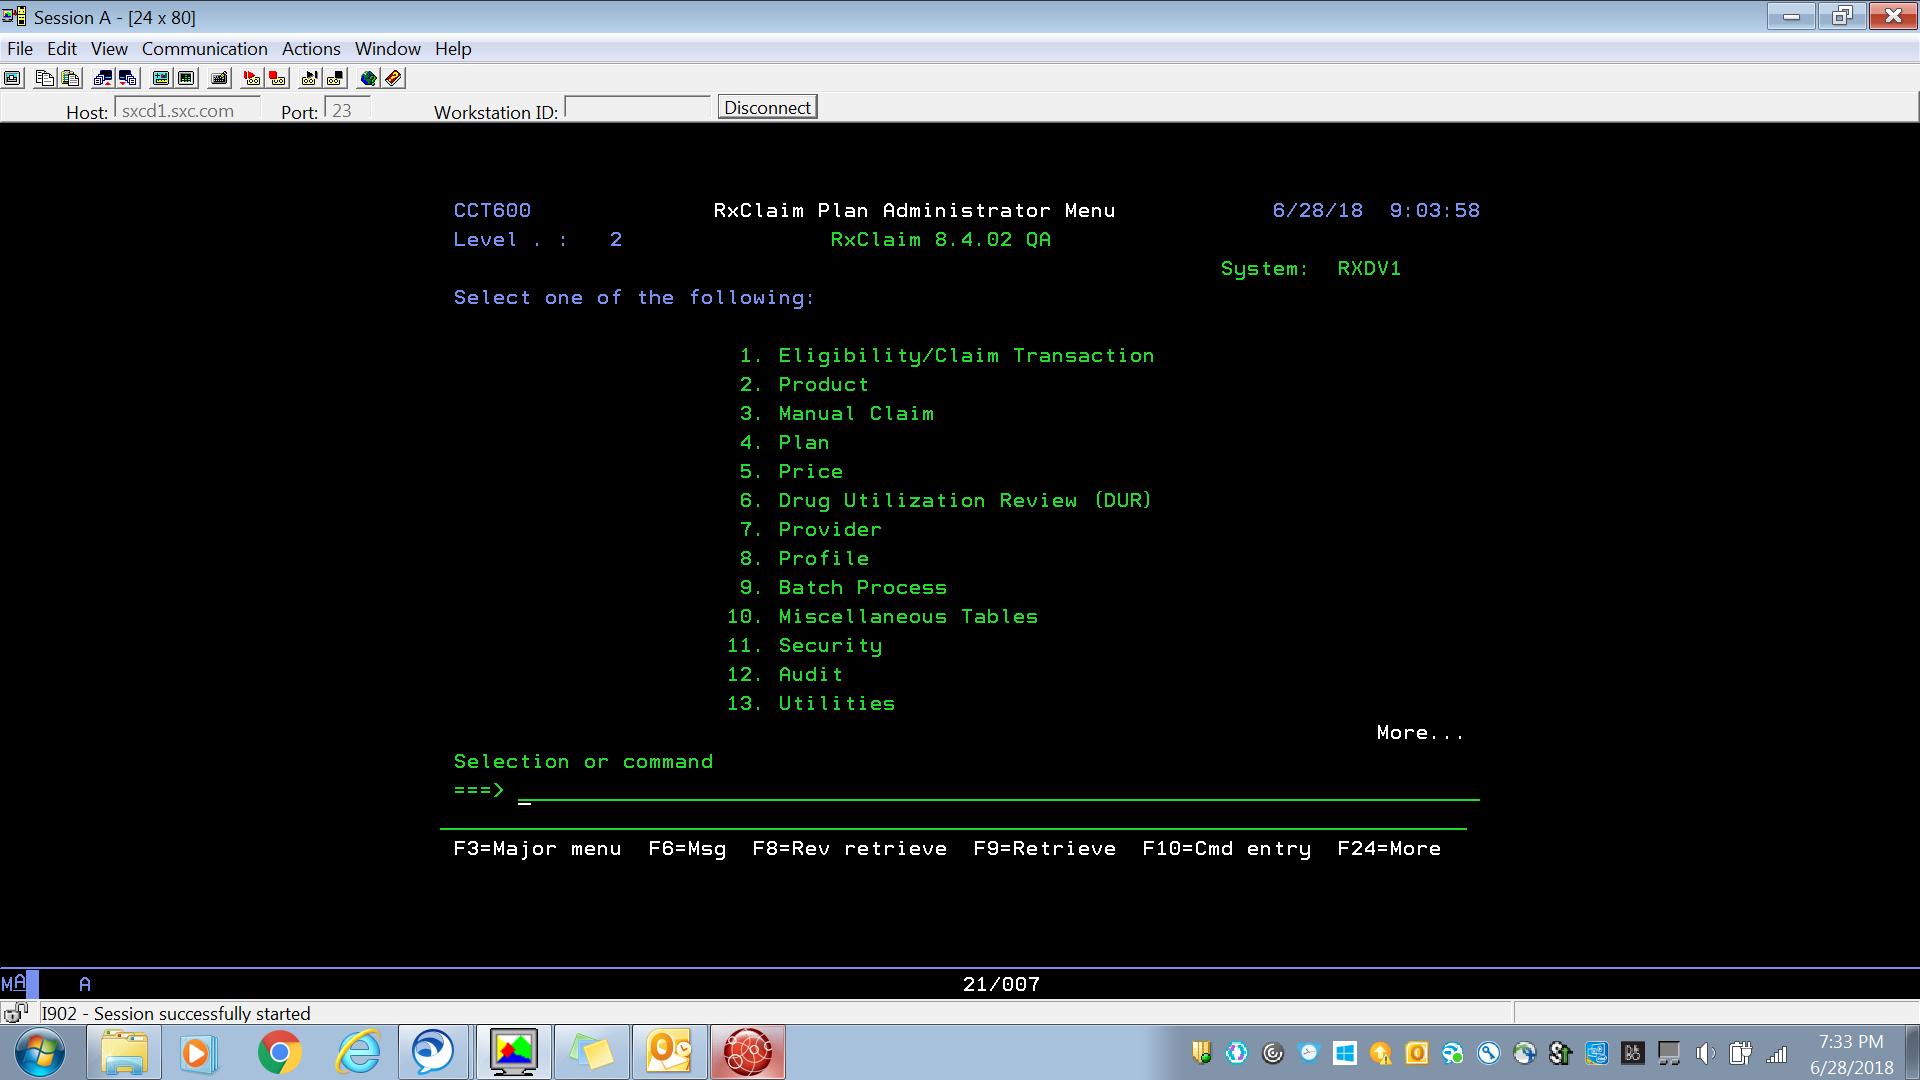 Session A - [24 x 80]
File Edit View Communication Actions Window Help
Host: sxcd1.sxc.com Port: 23 Workstation ID: Disconnect
CCT600 RxClaim Plan Administrator Menu 6/28/18 9:03:58
Level . : 2 RxClaim 8.4.02 QA
System: RXDV1
Select one of the following:
1. Eligibility/Claim Transaction
2. Product
3. Manual Claim
4. Plan
5. Price
6. Drug Utilization Review (DUR)
7. Provider
8. Profile
9. Batch Process
10. Miscellaneous Tables
11. Security
12. Audit
13. Utilities
More...
Selection or command
===>
F3=Major menu F6=Msg F8=Rev retrieve F9=Retrieve F10=Cmd entry F24=More
MA A 21/007
I902 - Session successfully started
7:33 PM
6/28/2018